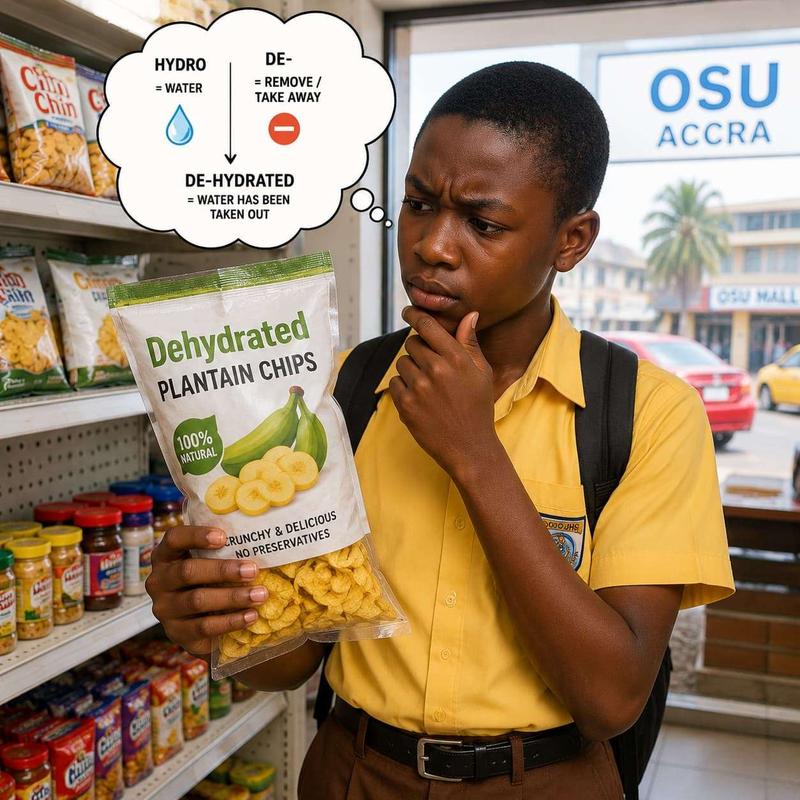 HYDRO
= WATER
DE-
= REMOVE /
TAKE AWAY
DE-HYDRATED
= WATER HAS BEEN
TAKEN OUT
OSU
ACCRA
OSU MALL
Chin
Chin
Dehydrated
PLANTAIN CHIPS
100%
NATURAL
CRUNCHY & DELICIOUS
NO PRESERVATIVES